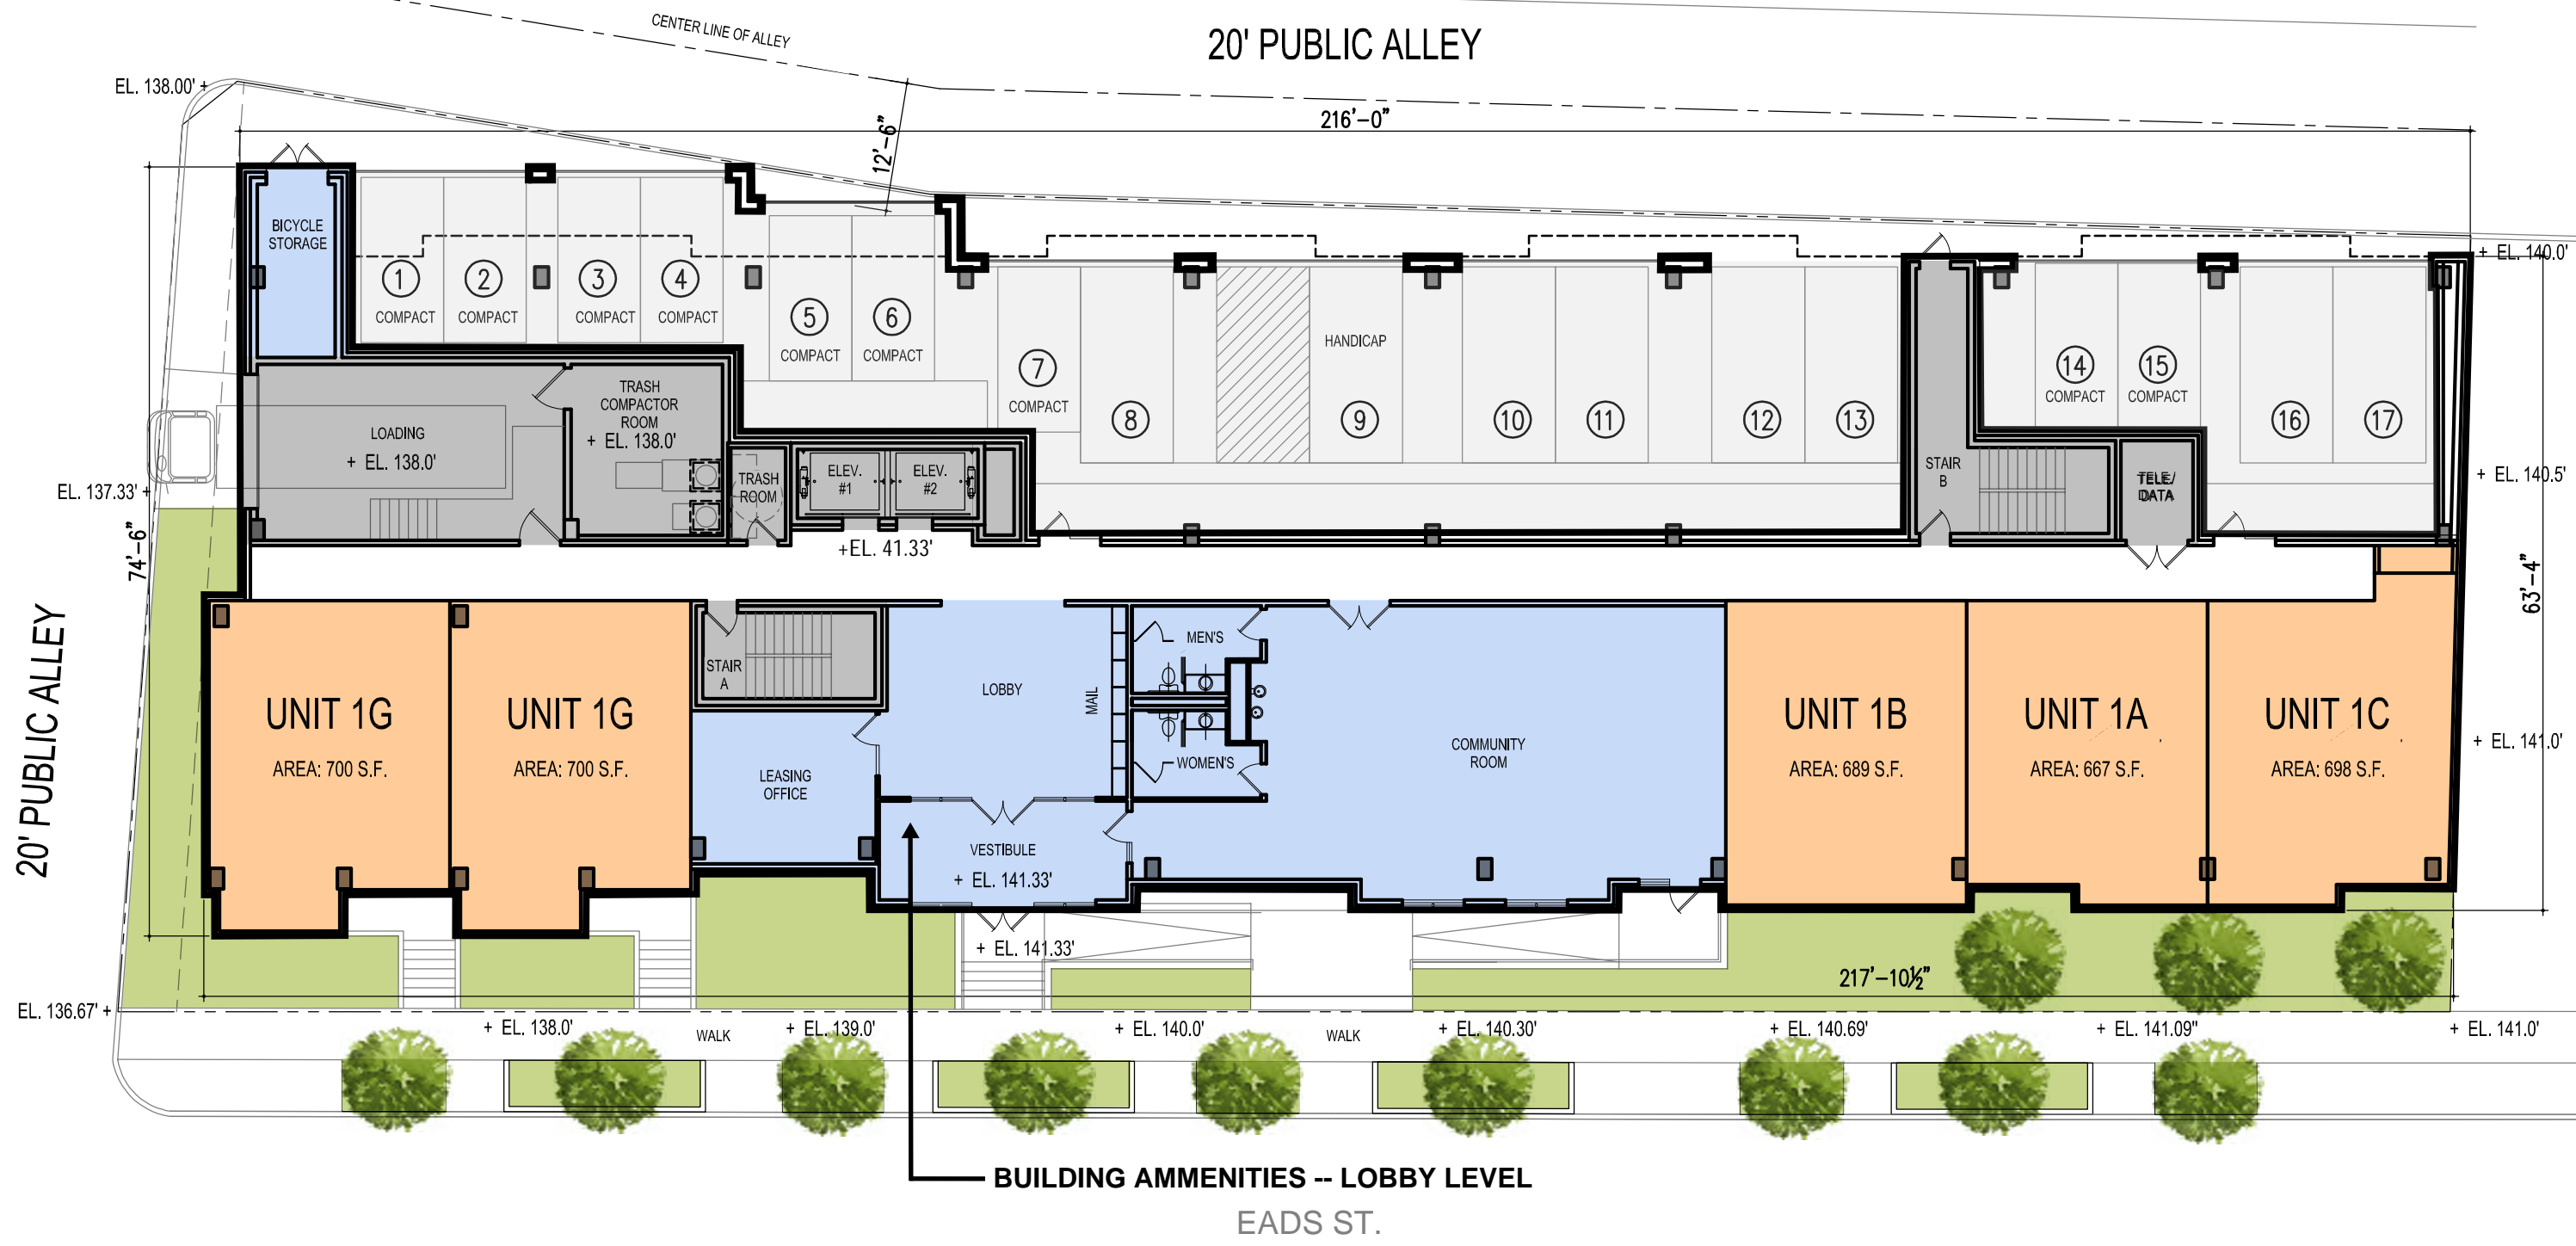 CENTER LINE OF ALLEY
20' PUBLIC ALLEY
EL. 138.00' +
216'-0"
12'-6"
BICYCLE
STORAGE
+ EL. 140.0'
1
COMPACT
2
COMPACT
3
COMPACT
4
COMPACT
5
COMPACT
6
COMPACT
7
COMPACT
8
HANDICAP
9
10
11
12
13
14
COMPACT
15
COMPACT
16
17
LOADING
+ EL. 138.0'
TRASH
COMPACTOR
ROOM
+ EL. 138.0'
TRASH
ROOM
ELEV.
#1
ELEV.
#2
+EL. 41.33'
STAIR
B
TELE/
DATA
+ EL. 140.5'
EL. 137.33' +
74'-6"
63'-4"
20' PUBLIC ALLEY
UNIT 1G
AREA: 700 S.F.
UNIT 1G
AREA: 700 S.F.
STAIR
A
LEASING
OFFICE
LOBBY
MAIL
MEN'S
WOMEN'S
VESTIBULE
+ EL. 141.33'
COMMUNITY
ROOM
UNIT 1B
AREA: 689 S.F.
UNIT 1A
AREA: 667 S.F.
UNIT 1C
AREA: 698 S.F.
+ EL. 141.0'
+ EL. 141.33'
217'-10½"
EL. 136.67' +
+ EL. 138.0'
WALK
+ EL. 139.0'
+ EL. 140.0'
WALK
+ EL. 140.30'
+ EL. 140.69'
+ EL. 141.09"
+ EL. 141.0'
BUILDING AMMENITIES -- LOBBY LEVEL
EADS ST.